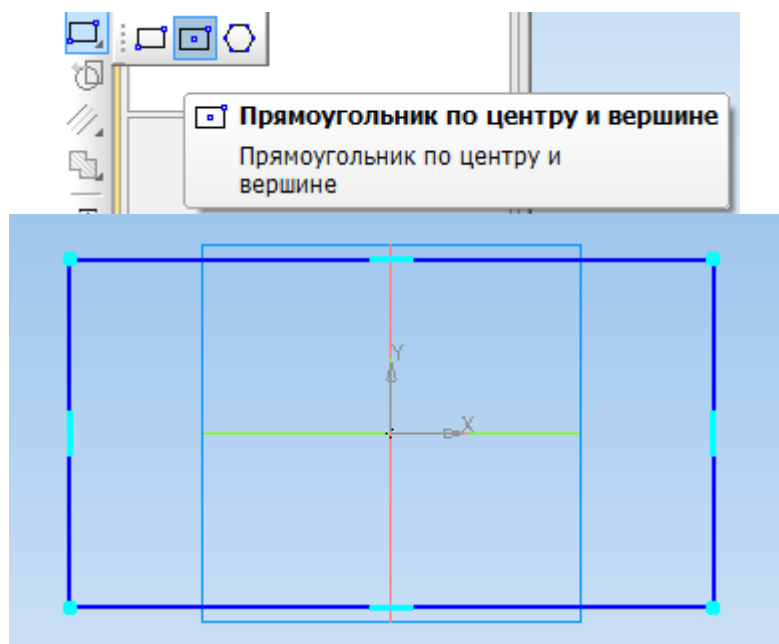 Прямоугольник по центру и вершине
Прямоугольник по центру и
вершине
Y
X